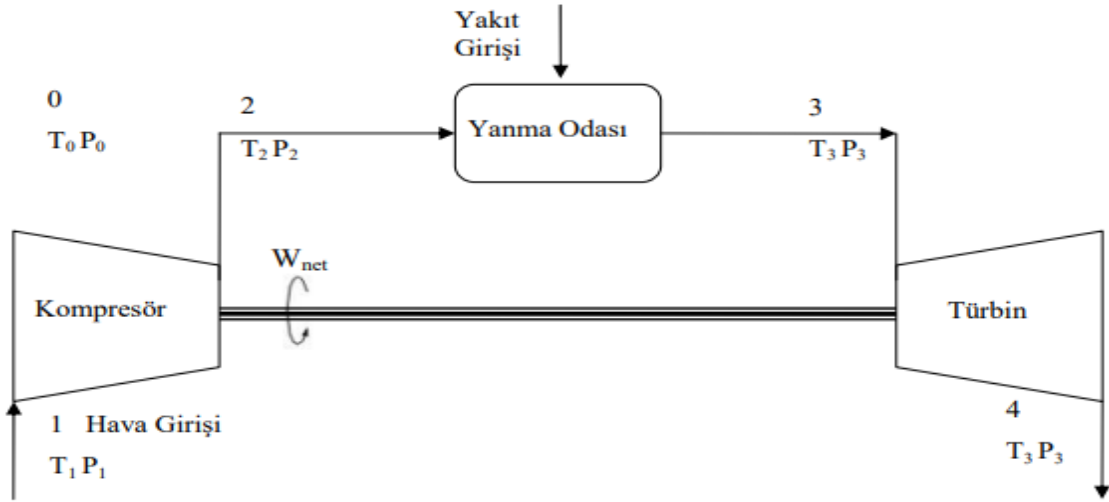 Yakıt
Girişi
0
T₀ P₀
2
T₂ P₂
Yanma Odası
3
T₃ P₃
Wnet
Kompresör
Türbin
1 Hava Girişi
T₁ P₁
4
T₃ P₃